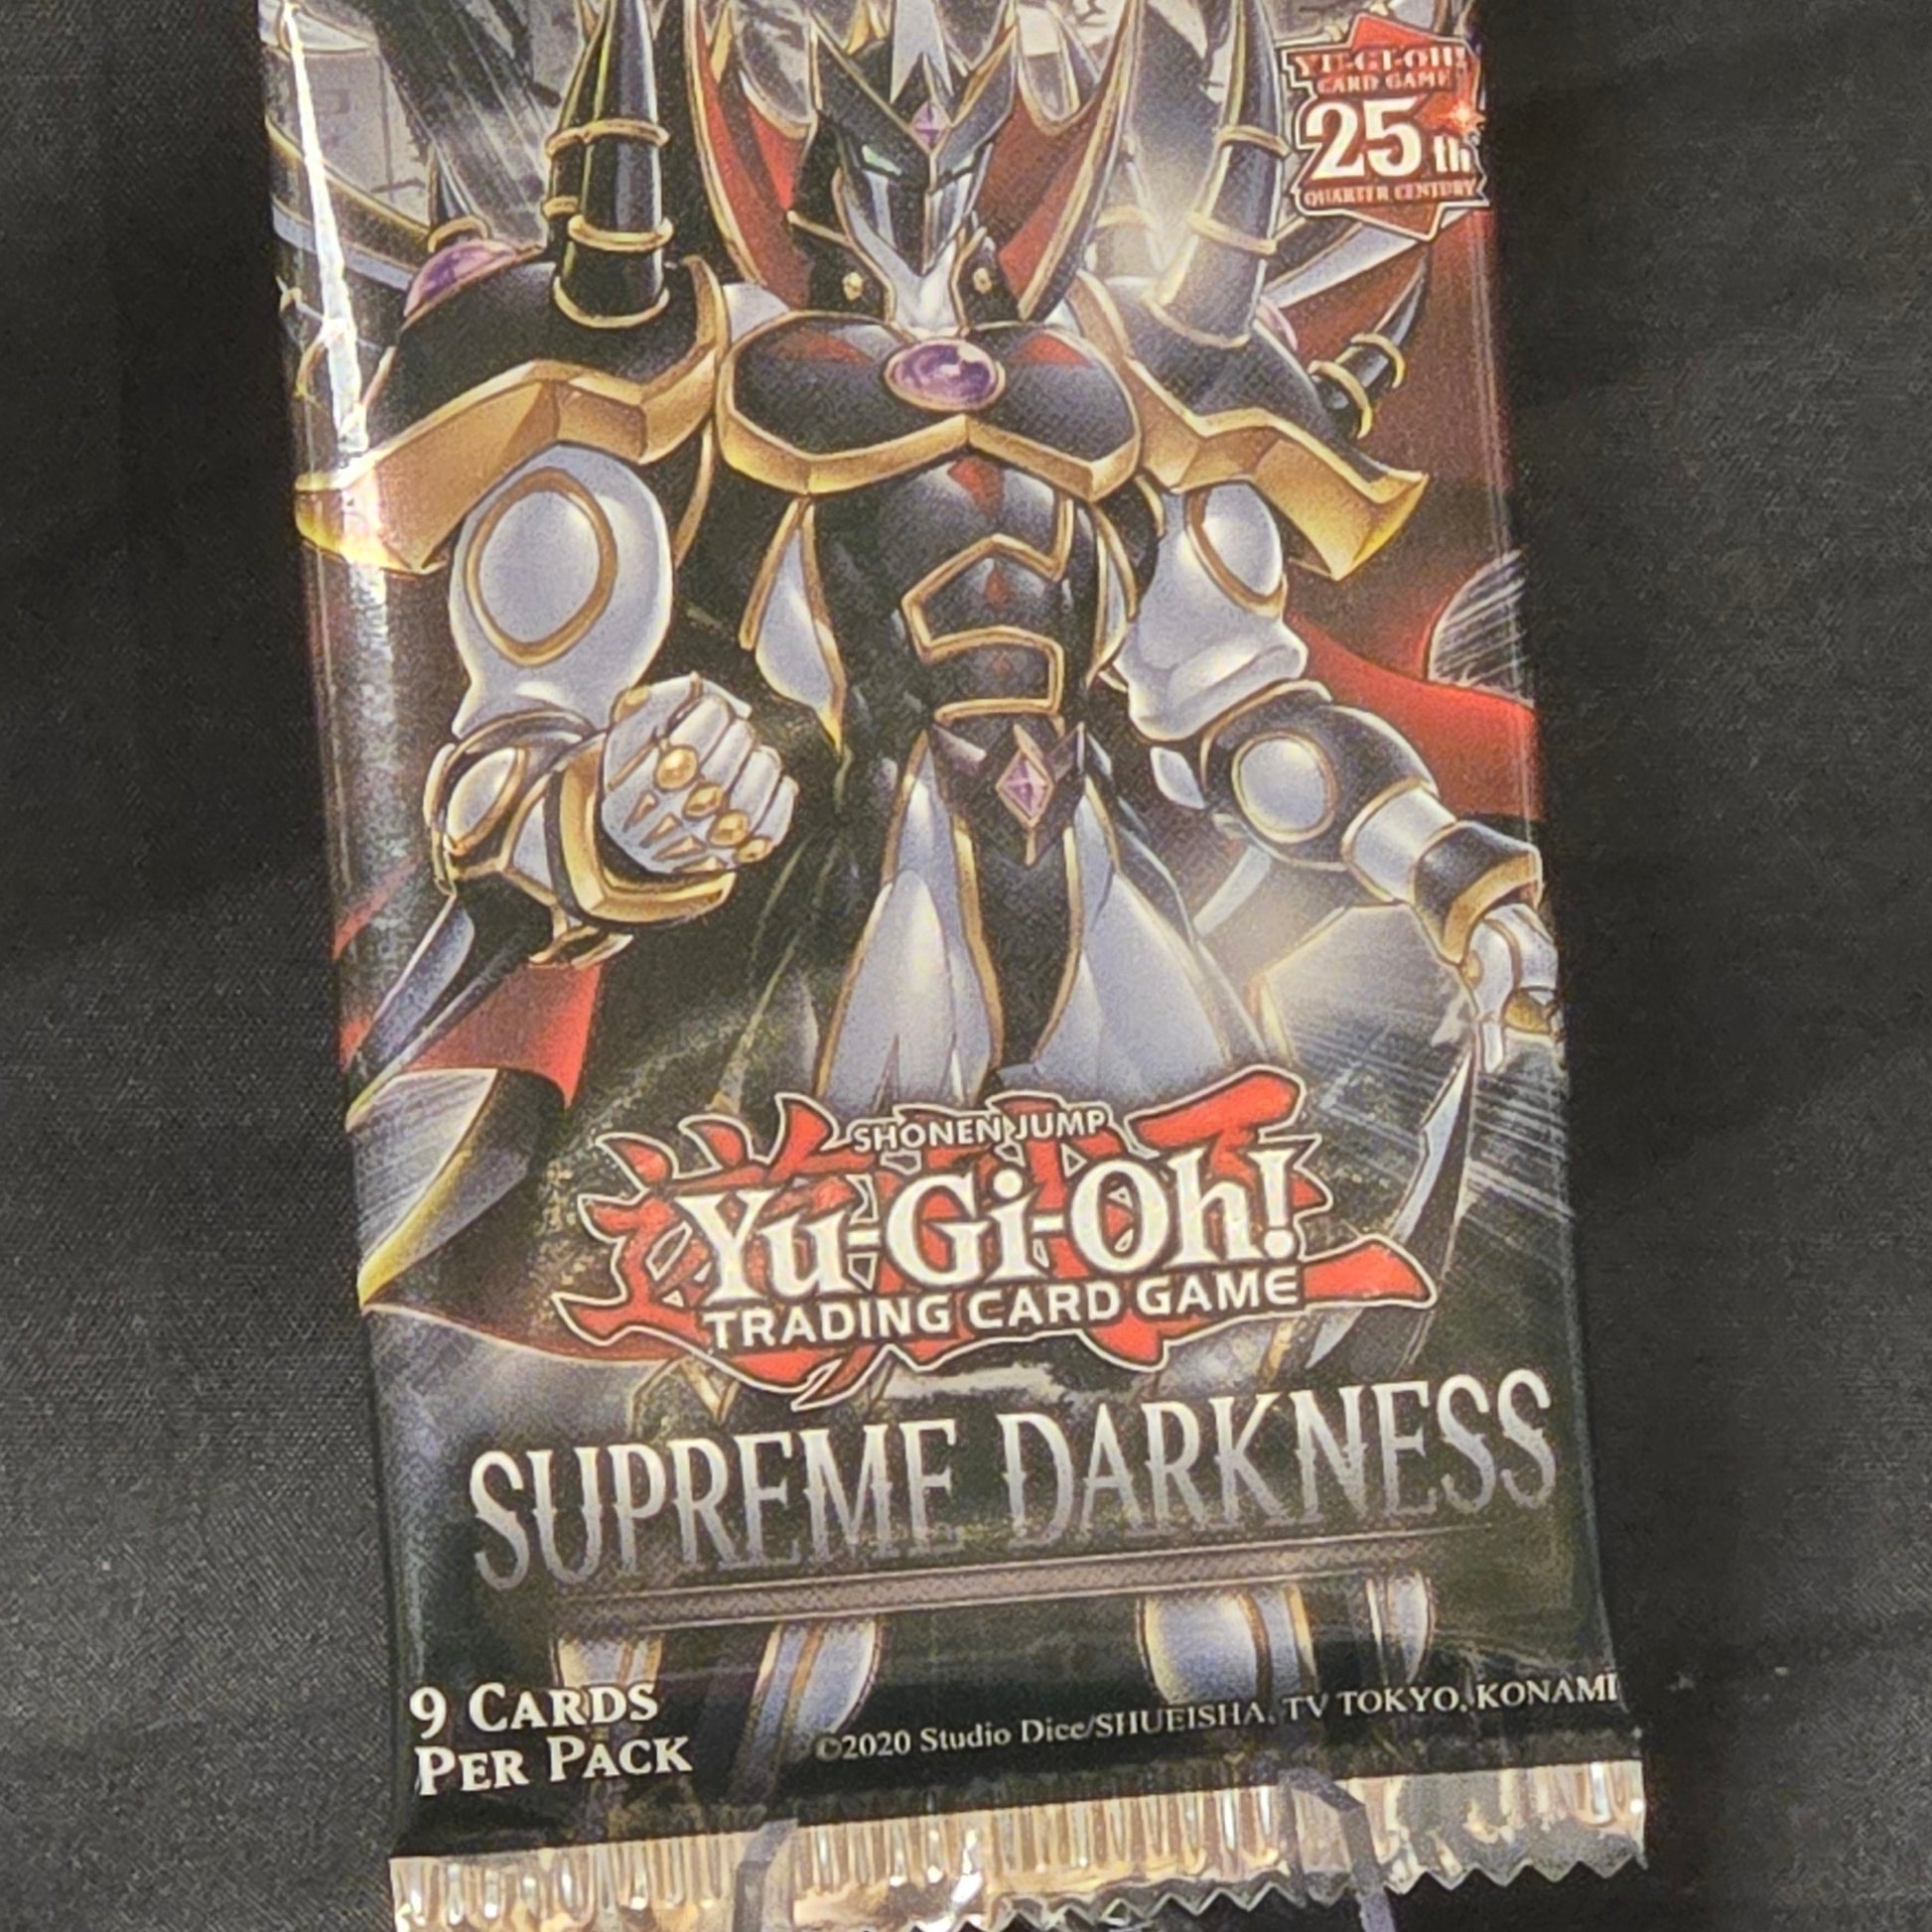 YU-GI-OH!
CARD GAME
25th
QUARTER CENTURY
SHONEN JUMP
Yu-Gi-Oh!
TRADING CARD GAME
SUPREME DARKNESS
9 CARDS
PER PACK
©2020 Studio Dice/SHUEISHA, TV TOKYO, KONAMI